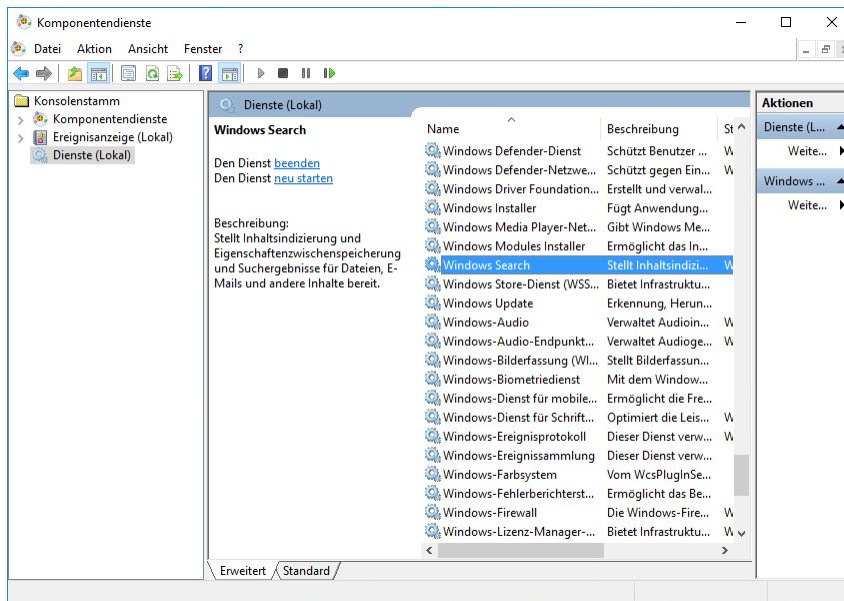 Komponentendienste
Datei Aktion Ansicht Fenster ?
Konsolenstamm
Komponentendienste
Ereignisanzeige (Lokal)
Dienste (Lokal)
Dienste (Lokal)
Windows Search
Den Dienst beenden
Den Dienst neu starten
Beschreibung:
Stellt Inhaltsindizierung und
Eigenschaftenzwischenspeicherung
und Suchergebnisse für Dateien, E-
Mails und andere Inhalte bereit.
Name Beschreibung St
Windows Defender-Dienst Schützt Benutzer ... W
Windows Defender-Netzwe... Schützt gegen Ein... W
Windows Driver Foundation... Erstellt und verwal...
Windows Installer Fügt Anwendung...
Windows Media Player-Net... Gibt Windows Me...
Windows Modules Installer Ermöglicht das In...
Windows Search Stellt Inhaltsindizi... W
Windows Store-Dienst (WSS... Bietet Infrastruktu...
Windows Update Erkennung, Herun...
Windows-Audio Verwaltet Audioin... W
Windows-Audio-Endpunkt... Verwaltet Audioge... W
Windows-Bilderfassung (WI... Stellt Bilderfassun...
Windows-Biometriedienst Mit dem Window...
Windows-Dienst für mobile... Ermöglicht die Fre...
Windows-Dienst für Schrift... Optimiert die Leis... W
Windows-Ereignisprotokoll Dieser Dienst verw... W
Windows-Ereignissammlung Dieser Dienst verw...
Windows-Farbsystem Vom WcsPlugInSe...
Windows-Fehlerberichterst... Ermöglicht das Be...
Windows-Firewall Die Windows-Fire... W
Windows-Lizenz-Manager-... Bietet Infrastruktu... W
Erweitert Standard
Aktionen
Dienste (L...
Weite...
Windows ...
Weite...